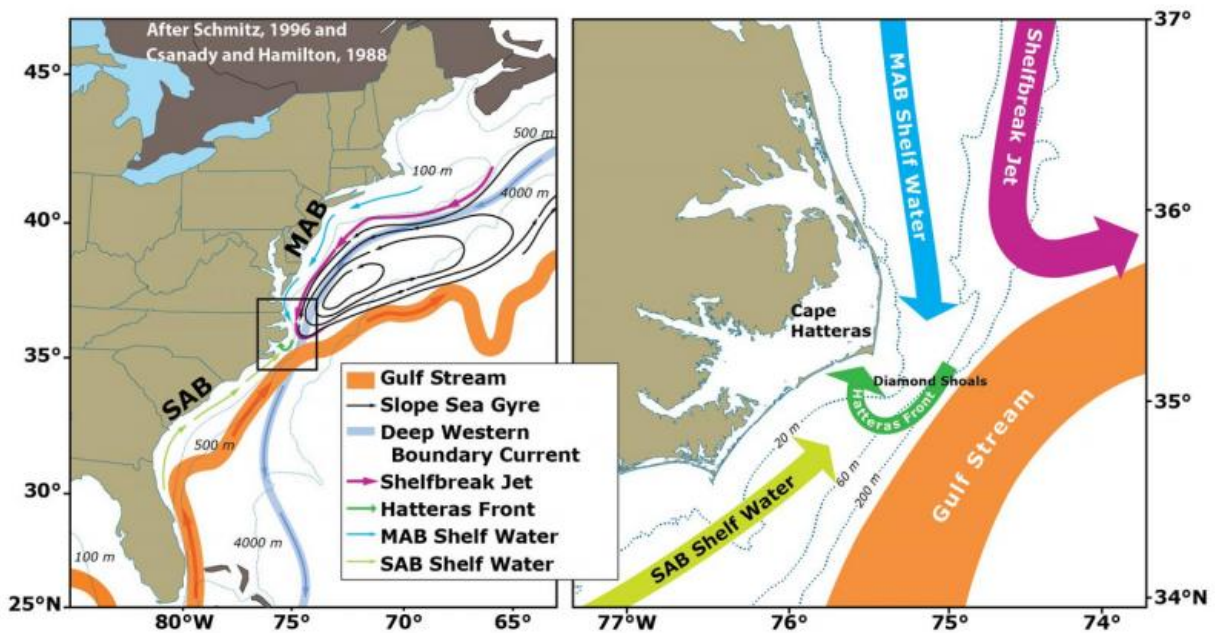 After Schmitz, 1996 and
Csanady and Hamilton, 1988
45°
40°
35°
30°
25°N
80°W
75°
70°
65°
100 m
500 m
4000 m
MAB
SAB
500 m
4000 m
100 m
Gulf Stream
Slope Sea Gyre
Deep Western
Boundary Current
Shelfbreak Jet
Hatteras Front
MAB Shelf Water
SAB Shelf Water
37°
36°
35°
34°N
77°W
76°
75°
74°
MAB Shelf Water
Shelfbreak Jet
Cape
Hatteras
Diamond Shoals
Hatteras Front
20 m
60 m
200 m
SAB Shelf Water
Gulf Stream